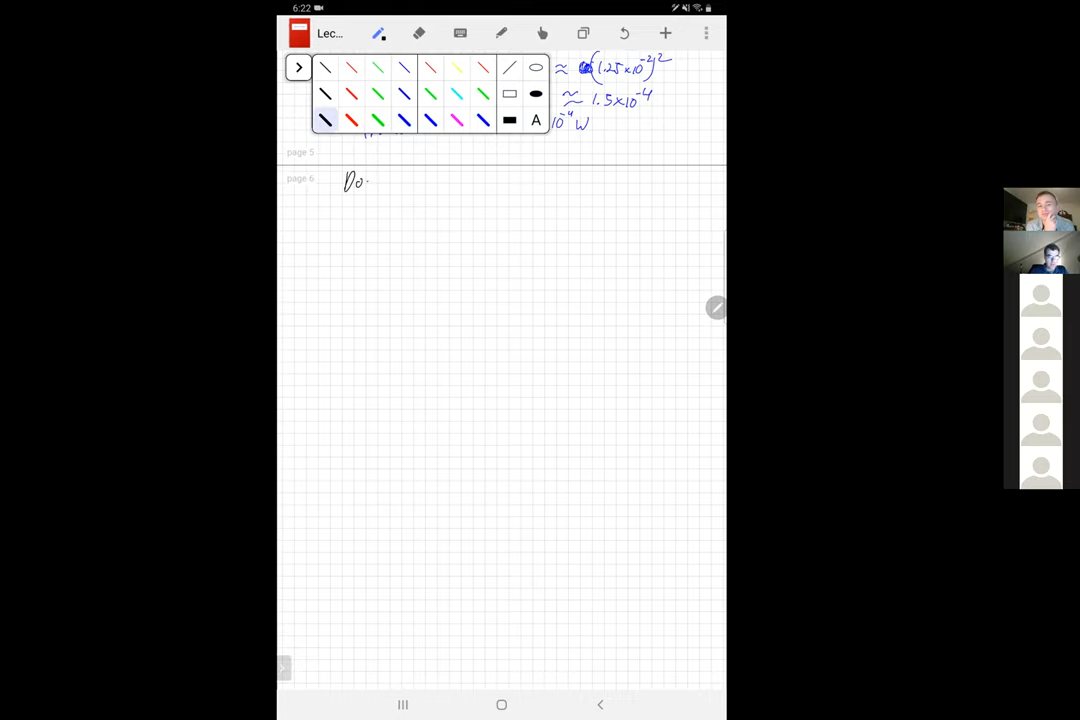 6:22
Lec...
≈ (1.25×10⁻²)²
≈ 1.5×10⁻⁴
10⁻⁴ W
A
page 5
page 6
Do